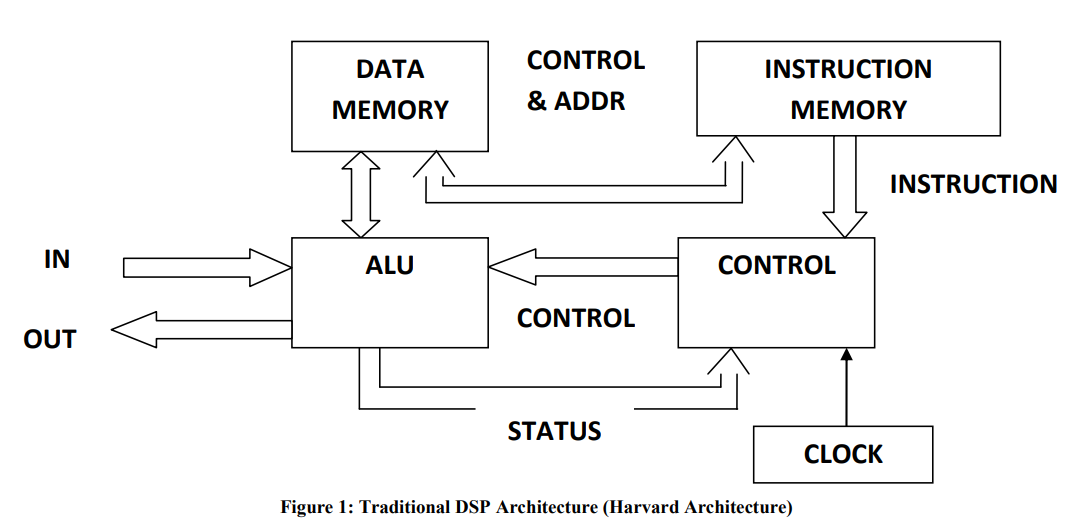 DATA
MEMORY
CONTROL
& ADDR
INSTRUCTION
MEMORY
INSTRUCTION
IN
ALU
CONTROL
CONTROL
OUT
STATUS
CLOCK
Figure 1: Traditional DSP Architecture (Harvard Architecture)